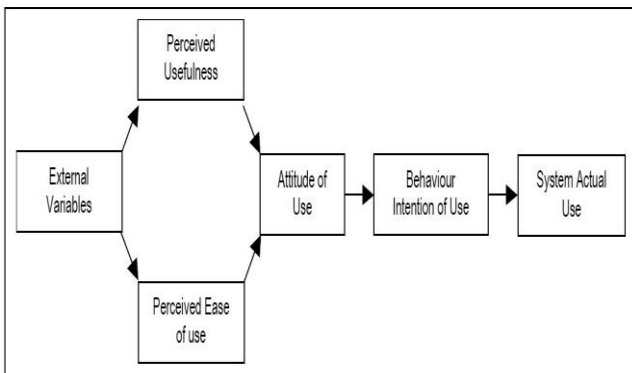 Perceived
Usefulness
External
Variables
Attitude of
Use
Behaviour
Intention of Use
System Actual
Use
Perceived Ease
of use